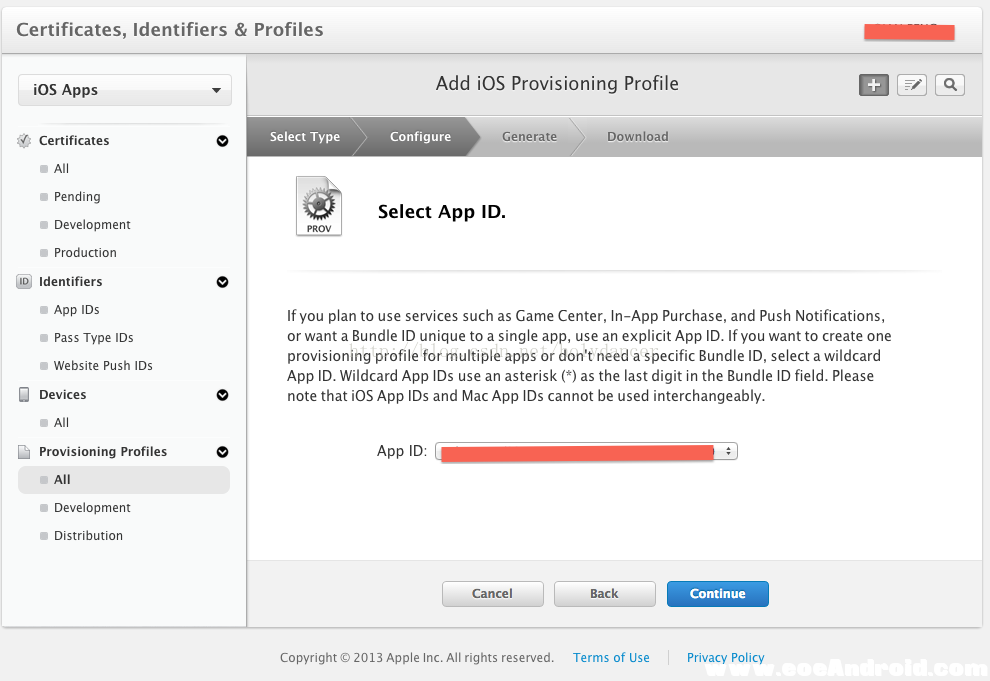 Certificates, Identifiers & Profiles
iOS Apps
Add iOS Provisioning Profile
Select Type
Configure
Generate
Download
Certificates
All
Pending
Development
Production
Identifiers
App IDs
Pass Type IDs
Website Push IDs
Devices
All
Provisioning Profiles
All
Development
Distribution
PROV
Select App ID.
If you plan to use services such as Game Center, In-App Purchase, and Push Notifications,
or want a Bundle ID unique to a single app, use an explicit App ID. If you want to create one
provisioning profile for multiple apps or don't need a specific Bundle ID, select a wildcard
App ID. Wildcard App IDs use an asterisk (*) as the last digit in the Bundle ID field. Please
note that iOS App IDs and Mac App IDs cannot be used interchangeably.
http://blog.csdn.net/holydancer
App ID:
Cancel
Back
Continue
Copyright © 2013 Apple Inc. All rights reserved.
Terms of Use
Privacy Policy
www.eoeAndroid.com
ID